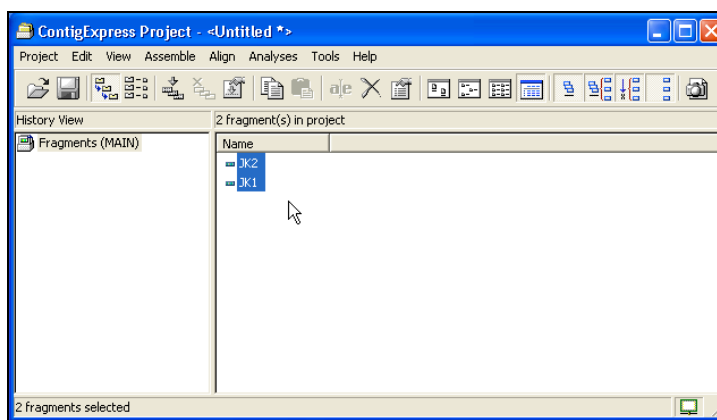 ContigExpress Project - <Untitled *>
Project Edit View Assemble Align Analyses Tools Help
History View
2 fragment(s) in project
Fragments (MAIN)
Name
JK2
JK1
2 fragments selected